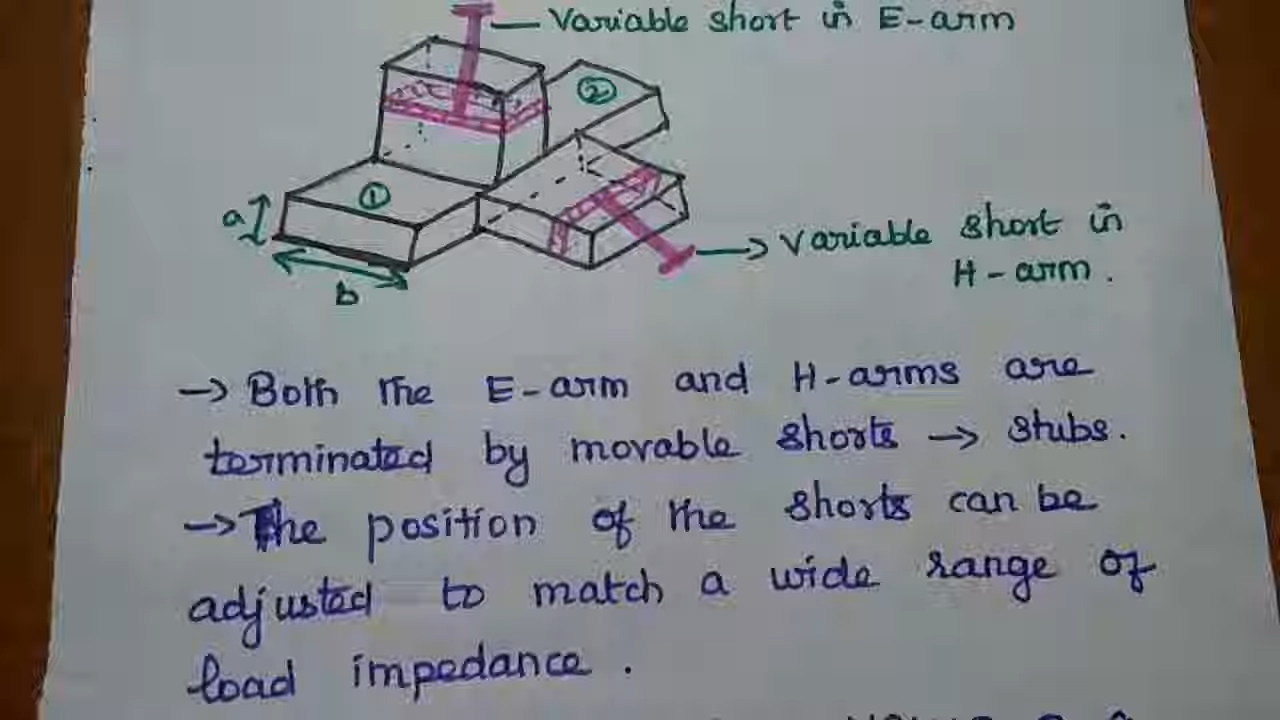 Variable short in E-arm
②
①
a
b
Variable short in
H-arm.
→ Both the E-arm and H-arms are
terminated by movable shorts → stubs.
→ The position of the shorts can be
adjusted to match a wide range of
load impedance.